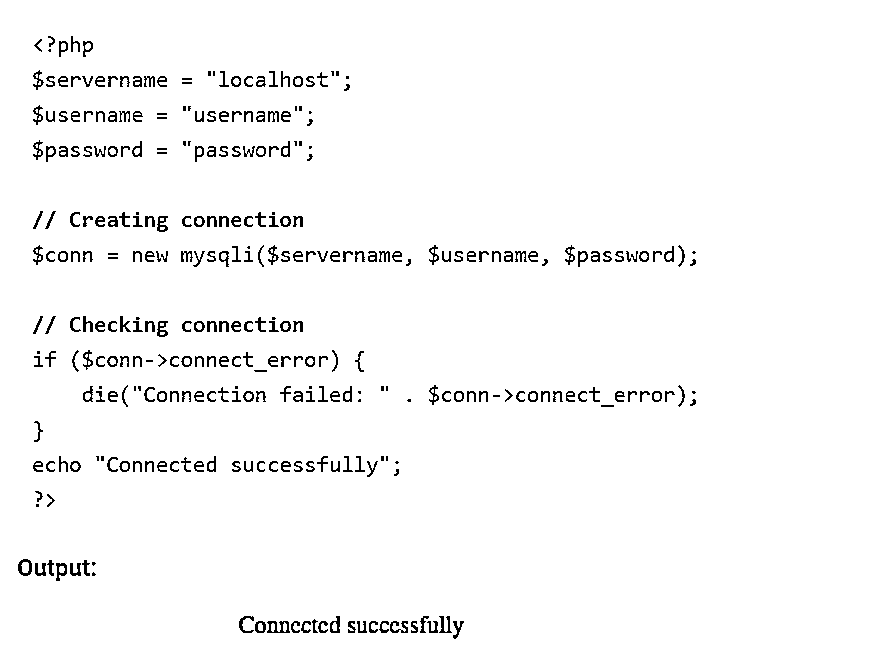 <?php
$servername = "localhost";
$username = "username";
$password = "password";
// Creating connection
$conn = new mysqli($servername, $username, $password);
// Checking connection
if ($conn->connect_error) {
    die("Connection failed: " . $conn->connect_error);
}
echo "Connected successfully";
?>
Output:
Connected successfully